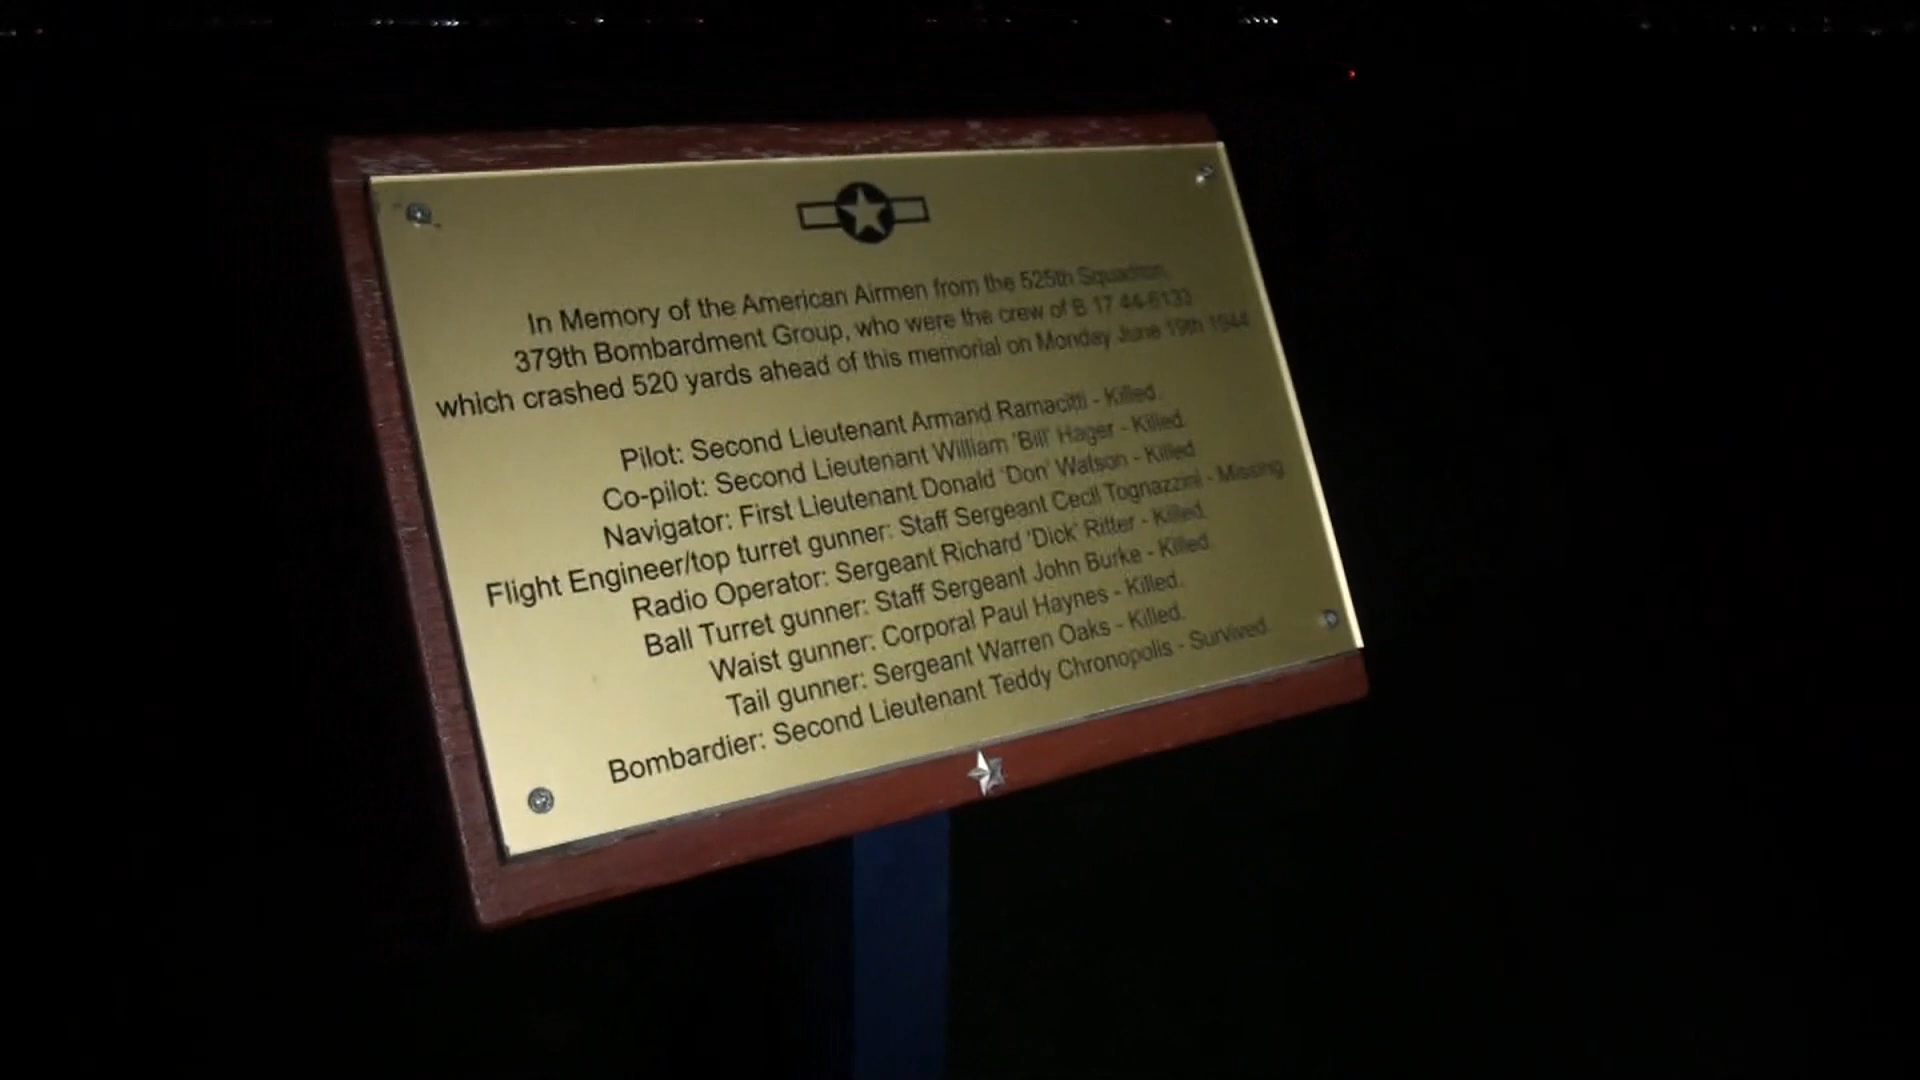 In Memory of the American Airmen from the 525th Squadron,
379th Bombardment Group, who were the crew of B 17 44-6133
which crashed 520 yards ahead of this memorial on Monday June 19th 1944
Pilot: Second Lieutenant Armand Ramacitti - Killed.
Co-pilot: Second Lieutenant William 'Bill' Hager - Killed.
Navigator: First Lieutenant Donald 'Don' Watson - Killed
Flight Engineer/top turret gunner: Staff Sergeant Cecil Tognazzini - Missing
Radio Operator: Sergeant Richard 'Dick' Ritter - Killed.
Ball Turret gunner: Staff Sergeant John Burke - Killed.
Waist gunner: Corporal Paul Haynes - Killed.
Tail gunner: Sergeant Warren Oaks - Killed.
Bombardier: Second Lieutenant Teddy Chronopolis - Survived.